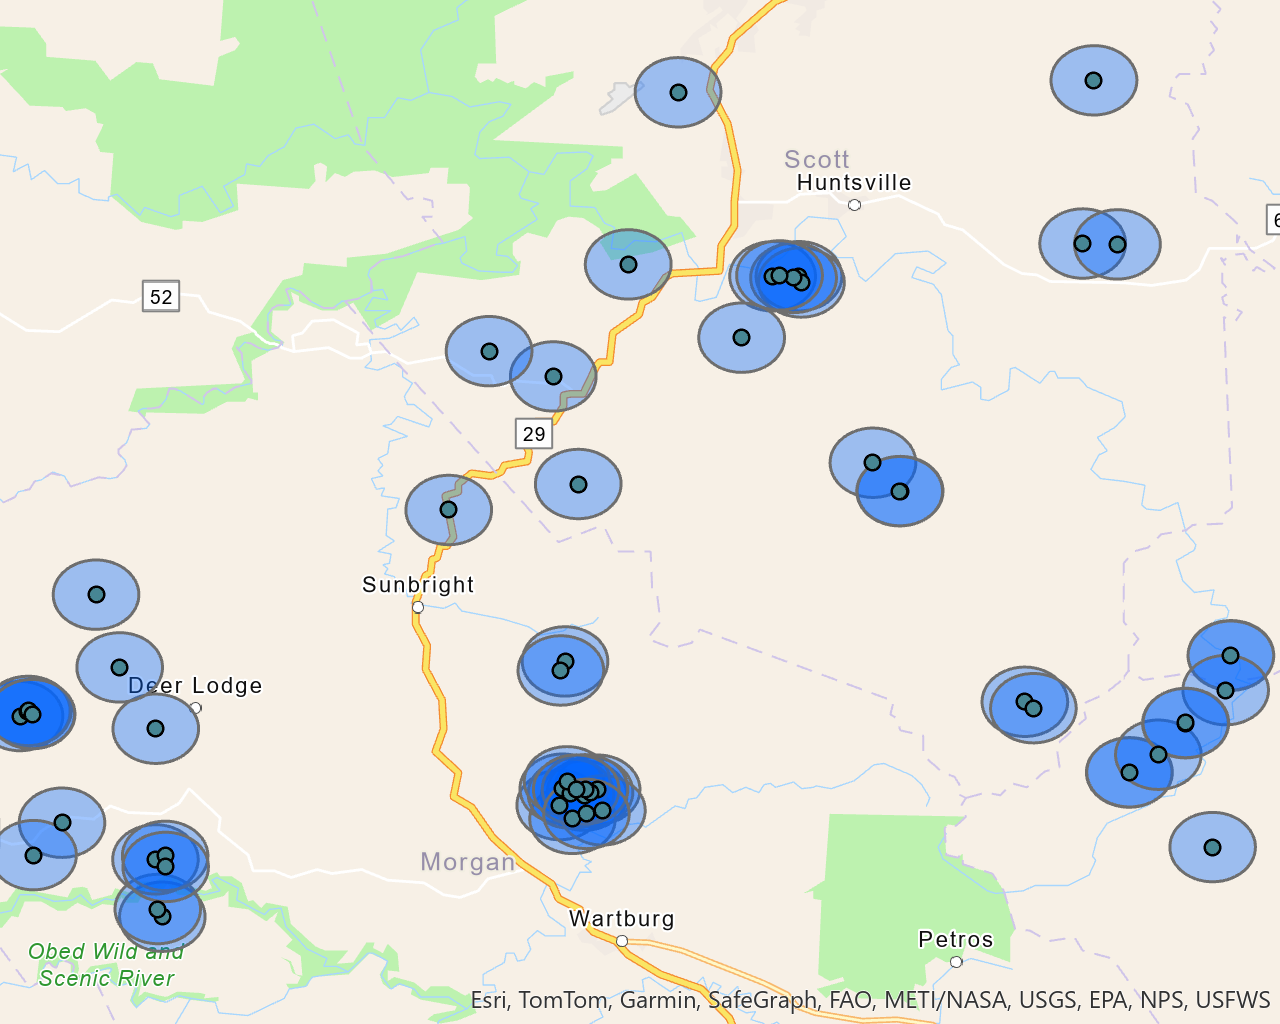 Scott
Huntsville
6
52
29
Sunbright
Deer Lodge
Morgan
Wartburg
Petros
Obed Wild and
Scenic River
Esri, TomTom, Garmin, SafeGraph, FAO, METI/NASA, USGS, EPA, NPS, USFWS